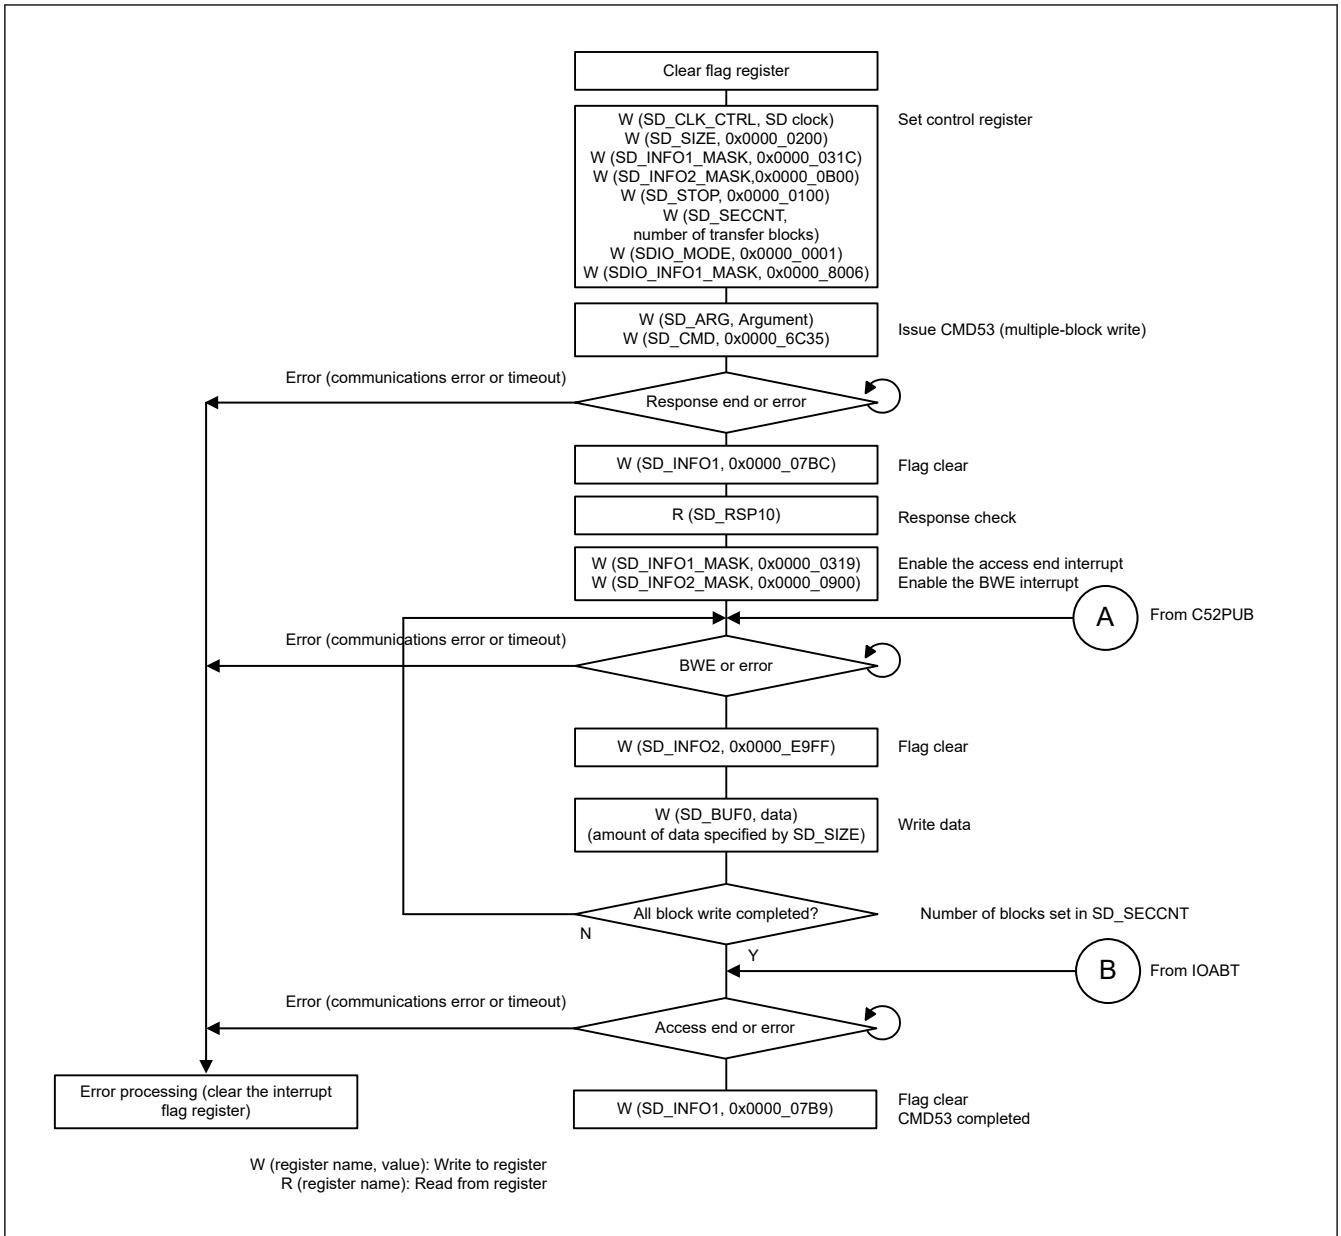 Clear flag register
W (SD_CLK_CTRL, SD clock)
Set control register
W (SD_SIZE, 0x0000_0200)
W (SD_INFO1_MASK, 0x0000_031C)
W (SD_INFO2_MASK,0x0000_0B00)
W (SD_STOP, 0x0000_0100)
W (SD_SECCNT,
number of transfer blocks)
W (SDIO_MODE, 0x0000_0001)
W (SDIO_INFO1_MASK, 0x0000_8006)
W (SD_ARG, Argument)
W (SD_CMD, 0x0000_6C35)
Issue CMD53 (multiple-block write)
Error (communications error or timeout)
Response end or error
W (SD_INFO1, 0x0000_07BC)
Flag clear
R (SD_RSP10)
Response check
W (SD_INFO1_MASK, 0x0000_0319)
Enable the access end interrupt
W (SD_INFO2_MASK, 0x0000_0900)
Enable the BWE interrupt
A
From C52PUB
Error (communications error or timeout)
BWE or error
W (SD_INFO2, 0x0000_E9FF)
Flag clear
W (SD_BUF0, data)
(amount of data specified by SD_SIZE)
Write data
All block write completed?
Number of blocks set in SD_SECCNT
N
Y
B
From IOABT
Error (communications error or timeout)
Access end or error
Error processing (clear the interrupt
flag register)
W (SD_INFO1, 0x0000_07B9)
Flag clear
CMD53 completed
W (register name, value): Write to register
R (register name): Read from register